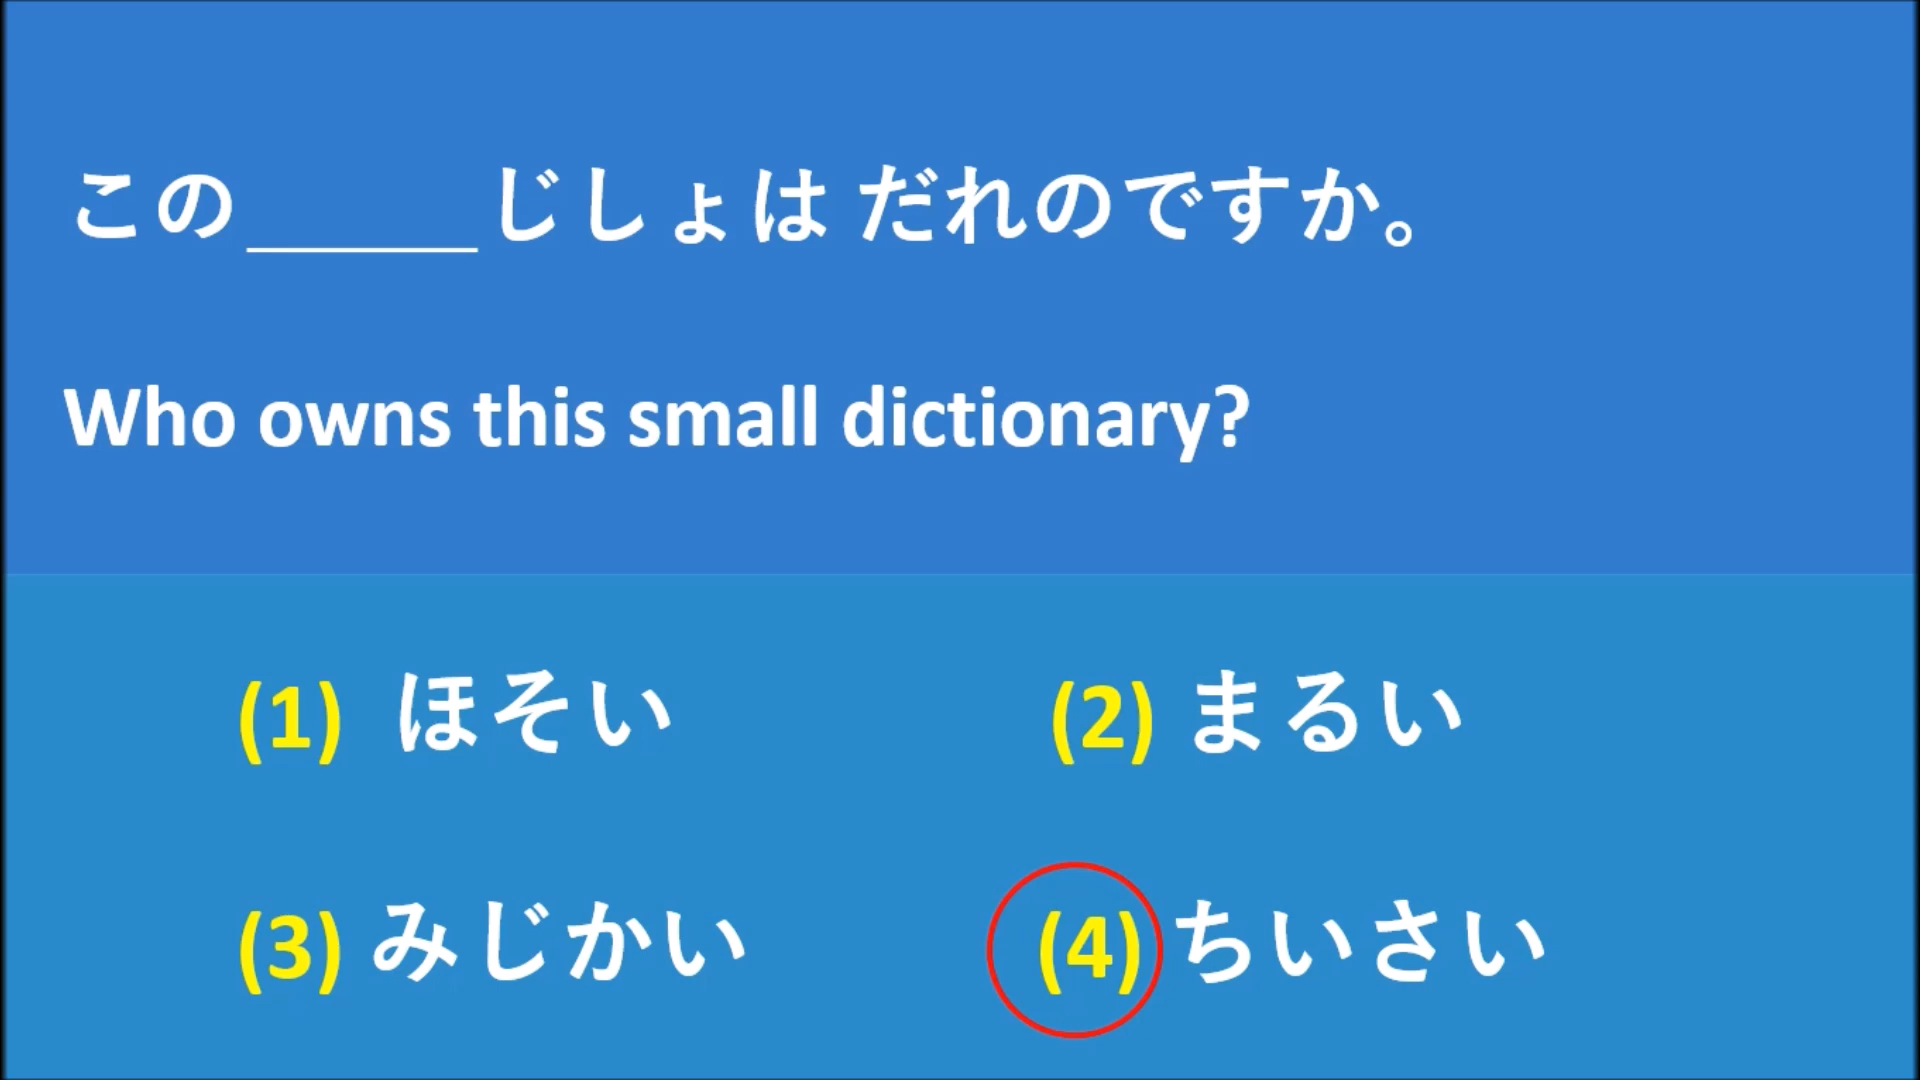 この_____じしょは だれのですか。
Who owns this small dictionary?
(1) ほそい (2) まるい
(3) みじかい (4) ちいさい